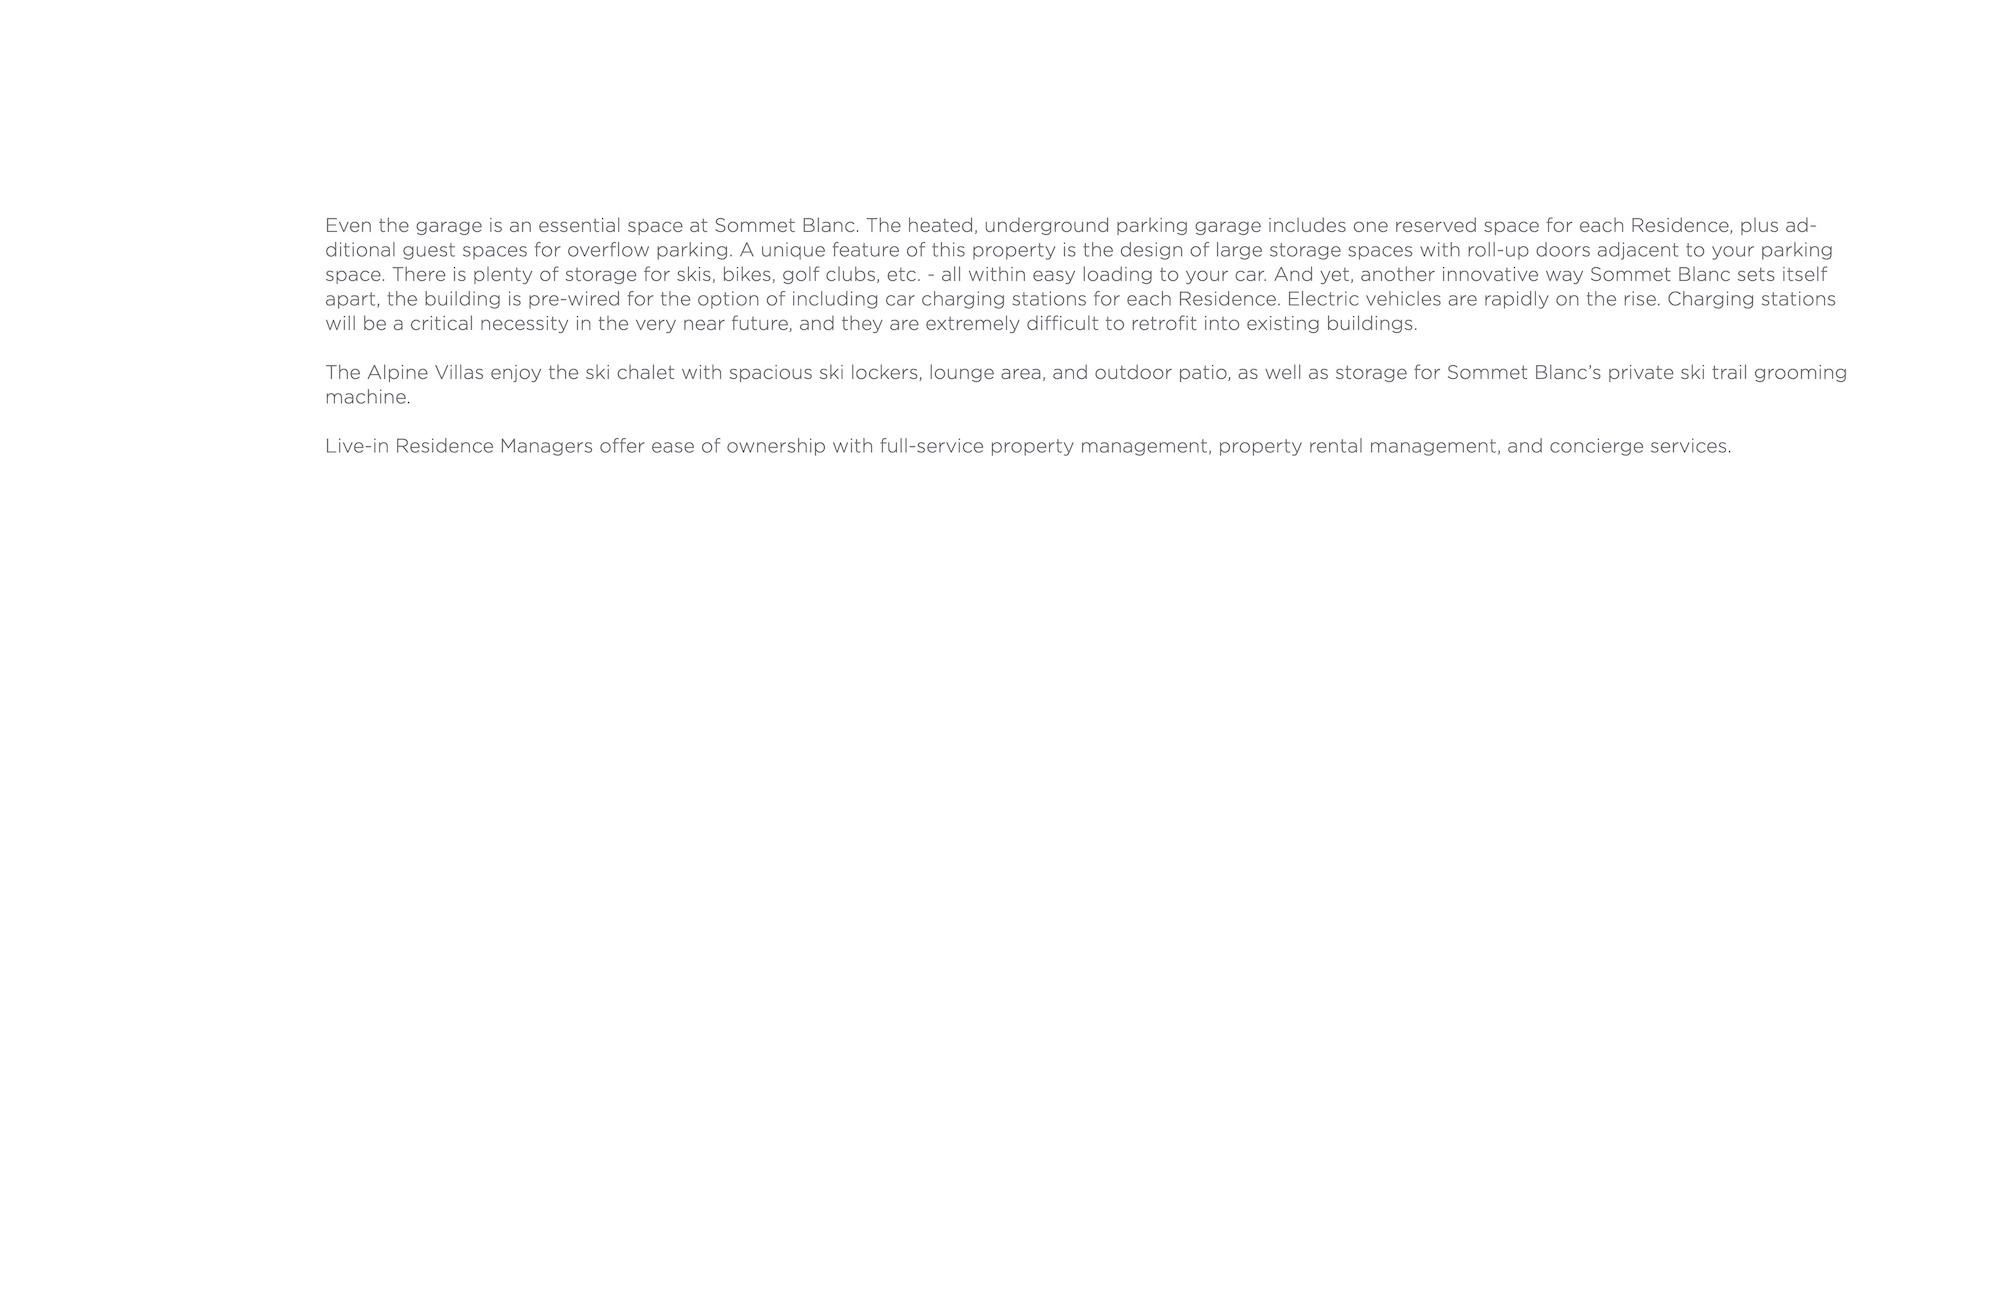 Even the garage is an essential space at Sommet Blanc. The heated, underground parking garage includes one reserved space for each Residence, plus ad-
ditional guest spaces for overflow parking. A unique feature of this property is the design of large storage spaces with roll-up doors adjacent to your parking
space. There is plenty of storage for skis, bikes, golf clubs, etc. - all within easy loading to your car. And yet, another innovative way Sommet Blanc sets itself
apart, the building is pre-wired for the option of including car charging stations for each Residence. Electric vehicles are rapidly on the rise. Charging stations
will be a critical necessity in the very near future, and they are extremely difficult to retrofit into existing buildings.
The Alpine Villas enjoy the ski chalet with spacious ski lockers, lounge area, and outdoor patio, as well as storage for Sommet Blanc’s private ski trail grooming
machine.
Live-in Residence Managers offer ease of ownership with full-service property management, property rental management, and concierge services.